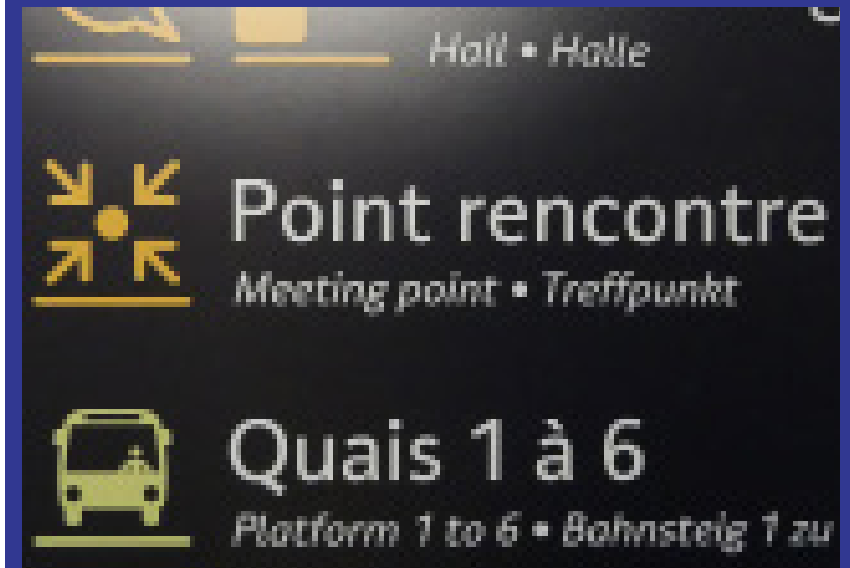 Hall • Halle
Point rencontre
Meeting point • Treffpunkt
Quais 1 à 6
Platform 1 to 6 • Bahnsteig 1 zu